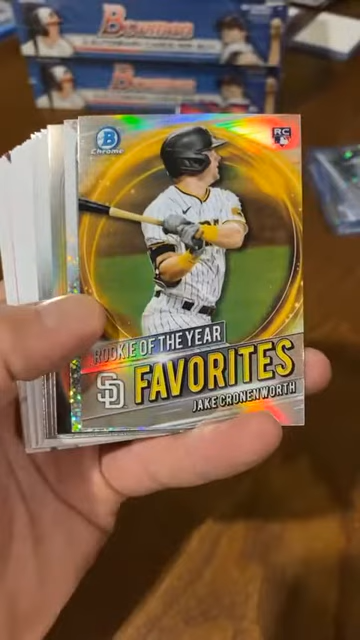 Bowman
Bowman
Chrome
RC
ROOKIE OF THE YEAR
SD
FAVORITES
JAKE CRONENWORTH